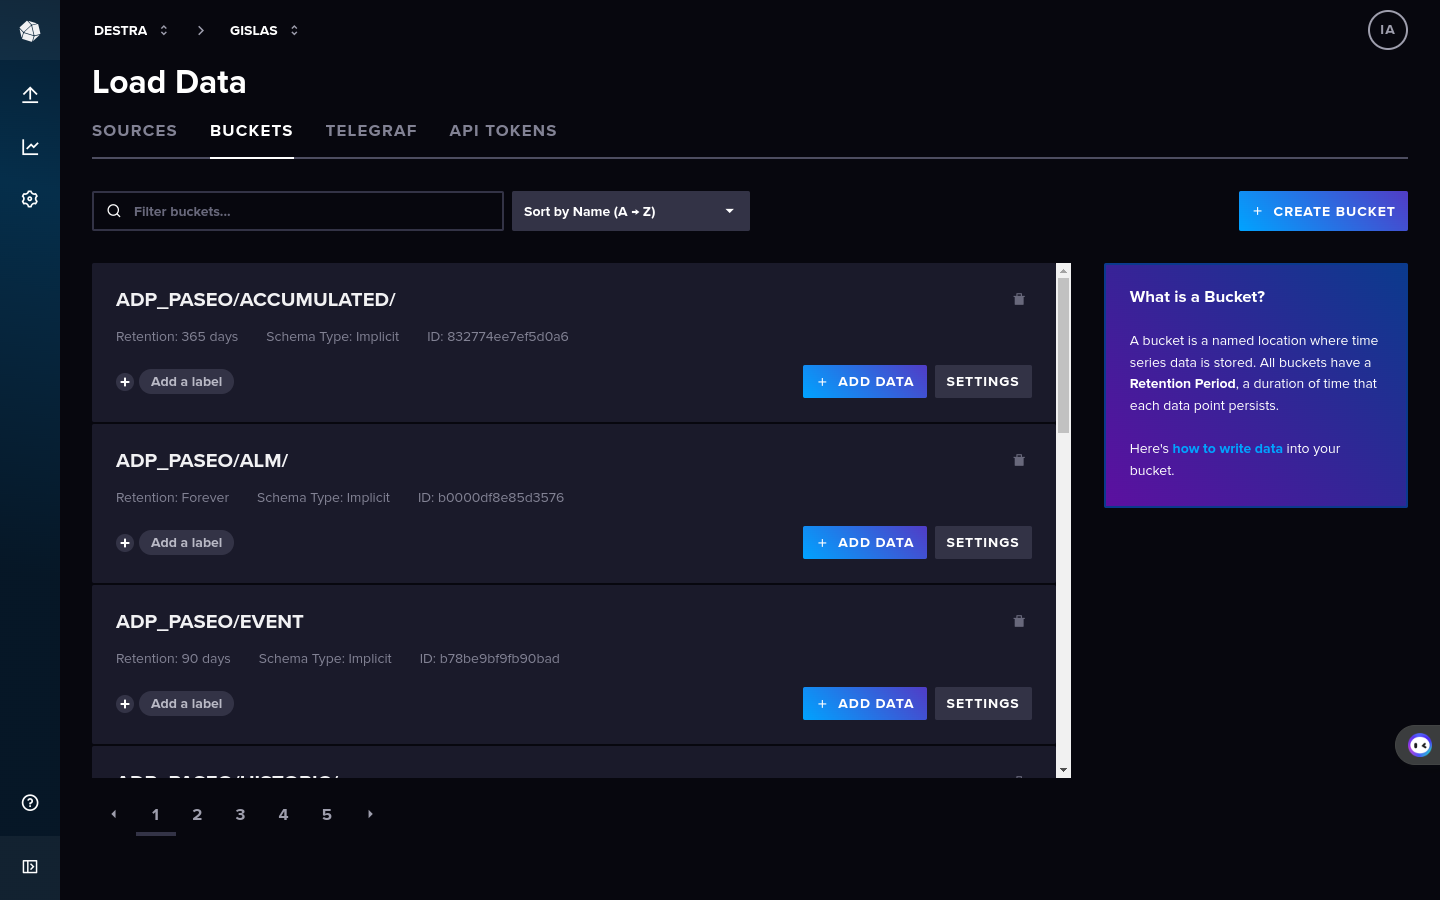 DESTRA
GISLAS
IA
Load Data
SOURCES
BUCKETS
TELEGRAF
API TOKENS
Filter buckets...
Sort by Name (A → Z)
+ CREATE BUCKET
ADP_PASEO/ACCUMULATED/
Retention: 365 days
Schema Type: Implicit
ID: 832774ee7ef5d0a6
+ Add a label
+ ADD DATA
SETTINGS
ADP_PASEO/ALM/
Retention: Forever
Schema Type: Implicit
ID: b0000df8e85d3576
+ Add a label
+ ADD DATA
SETTINGS
ADP_PASEO/EVENT
Retention: 90 days
Schema Type: Implicit
ID: b78be9bf9fb90bad
+ Add a label
+ ADD DATA
SETTINGS
ADP_PASEO/HISTORIC/
What is a Bucket?
A bucket is a named location where time
series data is stored. All buckets have a
Retention Period, a duration of time that
each data point persists.
Here's how to write data into your
bucket.
1
2
3
4
5